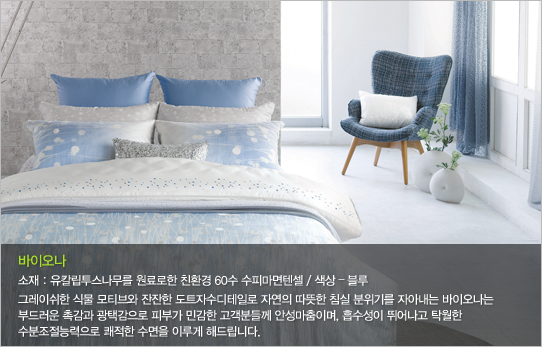 바이오나
소재 : 유칼립투스나무를 원료로한 친환경 60수 수피마면텐셀 / 색상 - 블루
그레이쉬한 식물 모티브와 잔잔한 도트자수디테일로 자연의 따뜻한 침실 분위기를 자아내는 바이오나는
부드러운 촉감과 광택감으로 피부가 민감한 고객분들께 안성마춤이며, 흡수성이 뛰어나고 탁월한
수분조절능력으로 쾌적한 수면을 이루게 해드립니다.